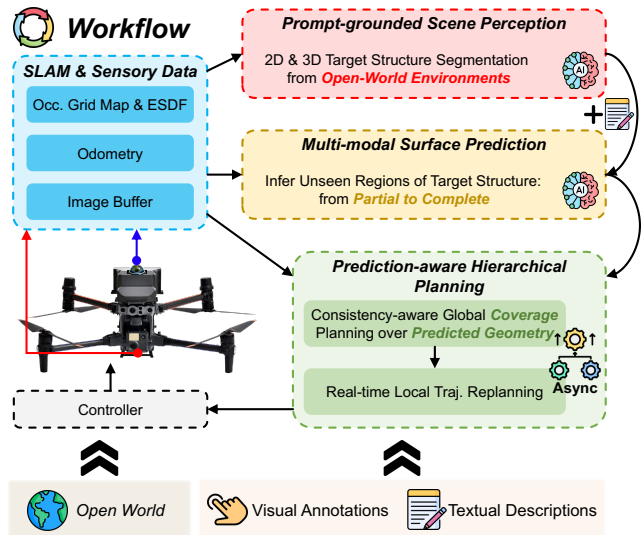 Workflow
SLAM & Sensory Data
Occ. Grid Map & ESDF
Odometry
Image Buffer
Prompt-grounded Scene Perception
2D & 3D Target Structure Segmentation
from Open-World Environments
AI
+
Multi-modal Surface Prediction
Infer Unseen Regions of Target Structure:
from Partial to Complete
AI
Prediction-aware Hierarchical
Planning
Consistency-aware Global Coverage
Planning over Predicted Geometry
Real-time Local Traj. Replanning
Async
Controller
Open World
Visual Annotations
Textual Descriptions